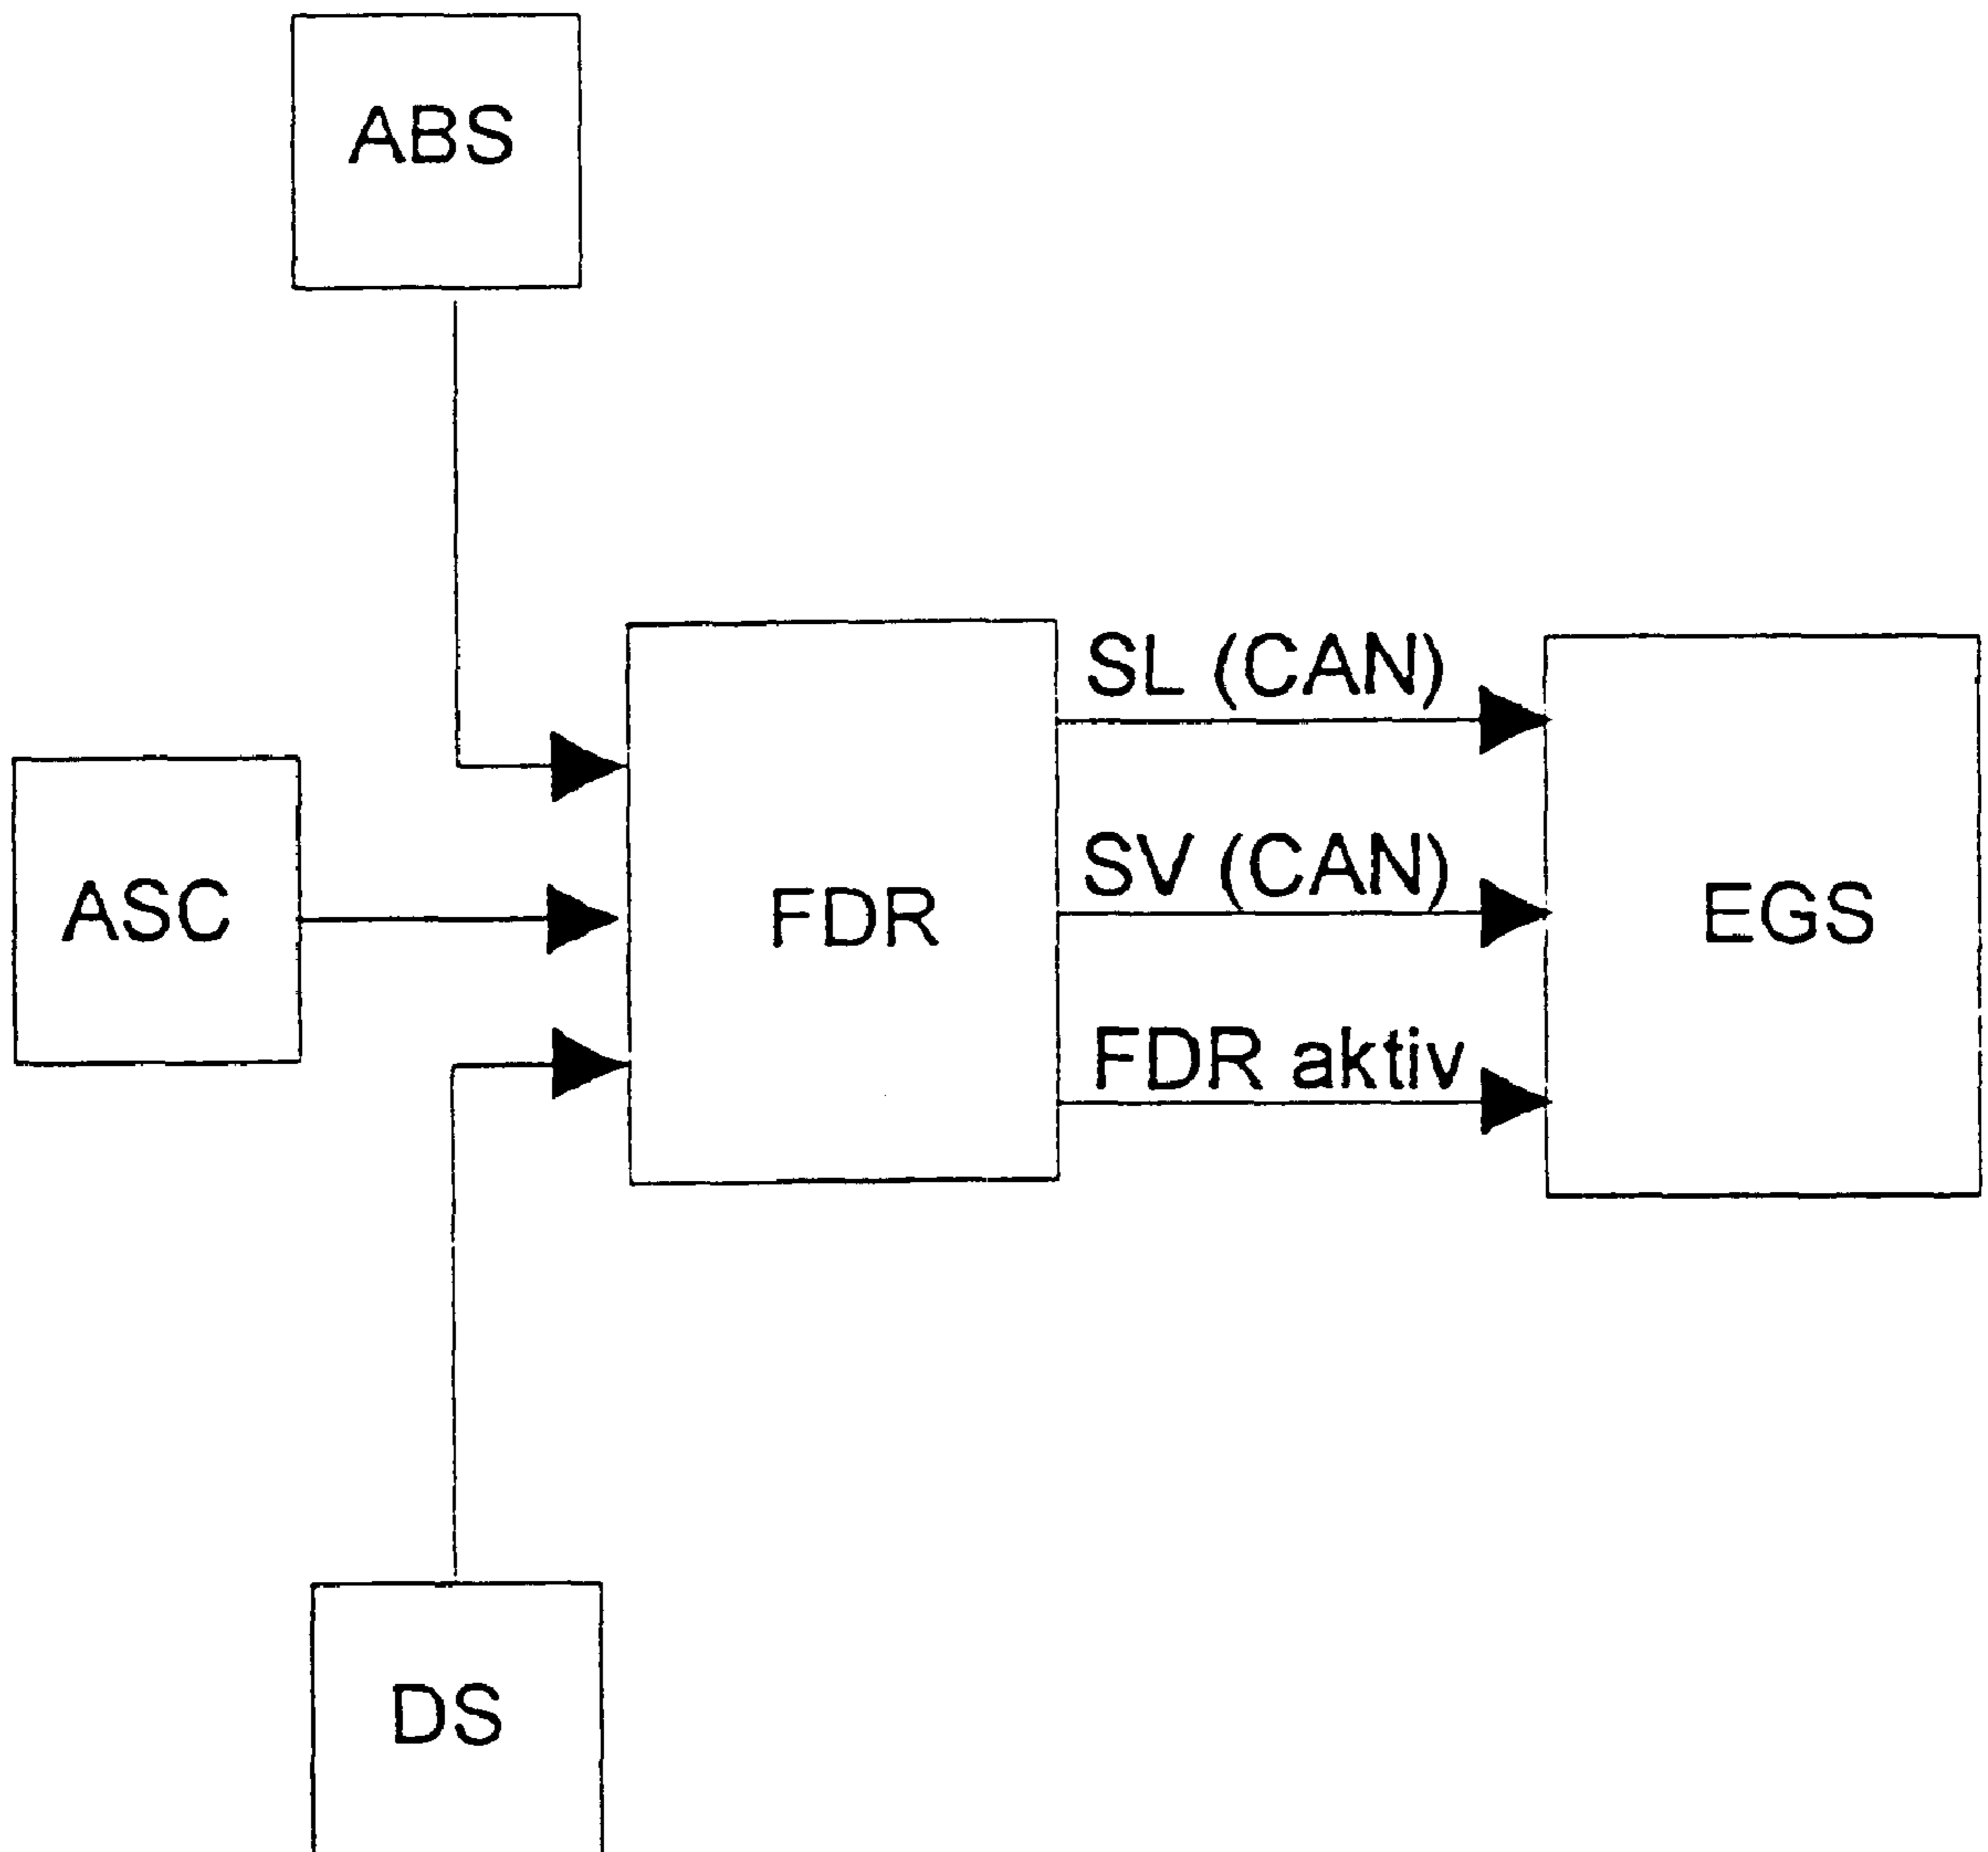 ABS
SL (CAN)
SV (CAN)
ASC
FDR
EGS
FDR aktiv
DS